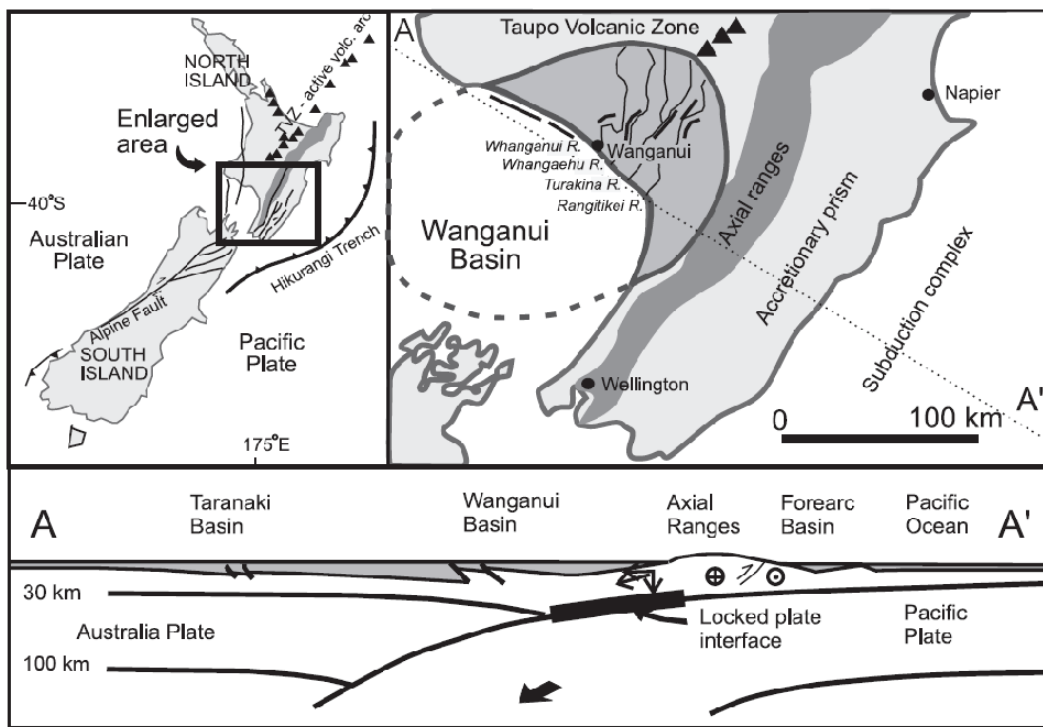 NORTH
ISLAND
Z - active volc. arc
Enlarged
area
40°S
Australian
Plate
Hikurangi Trench
Alpine Fault
SOUTH
ISLAND
Pacific
Plate
175°E
A
Taupo Volcanic Zone
Napier
Whanganui R.
Wanganui
Whangaehu R.
Turakina R.
Rangitikei R.
Wanganui
Basin
Axial ranges
Accretionary prism
Subduction complex
Wellington
0 100 km
A'
A
Taranaki
Basin
Wanganui
Basin
Axial
Ranges
Forearc
Basin
Pacific
Ocean
A'
30 km
Australia Plate
Locked plate
interface
Pacific
Plate
100 km